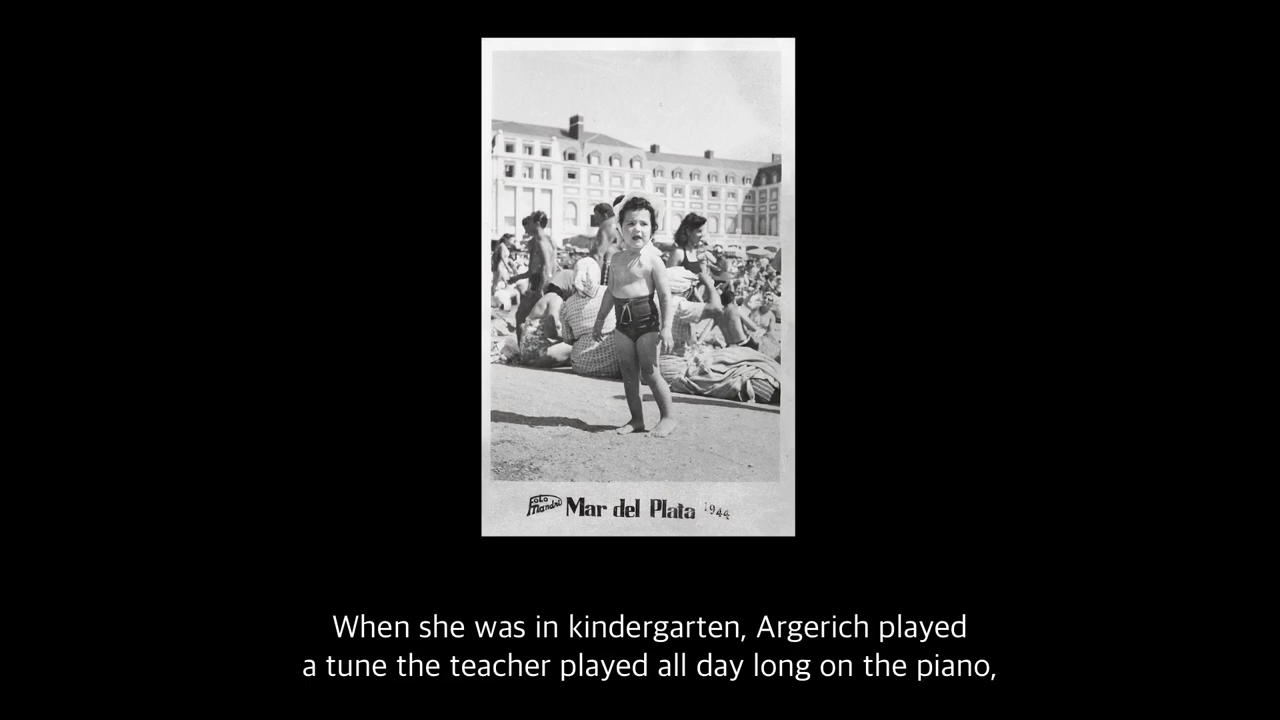 Foto Mandri Mar del Plata 1944
When she was in kindergarten, Argerich played
a tune the teacher played all day long on the piano,